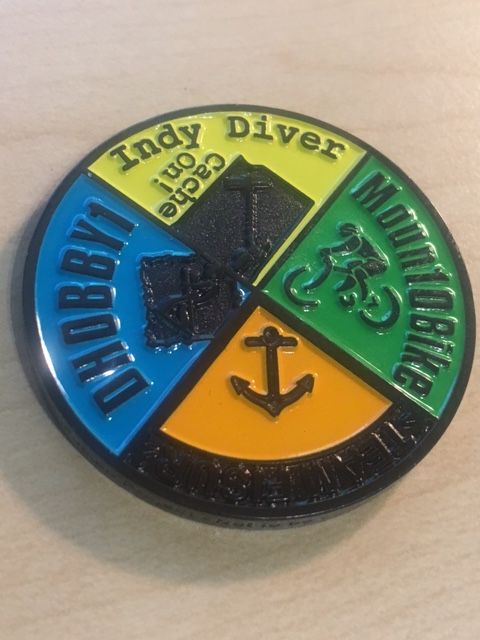 Indy Diver
Cache
On!
Moun10Bike
DHOBBY1